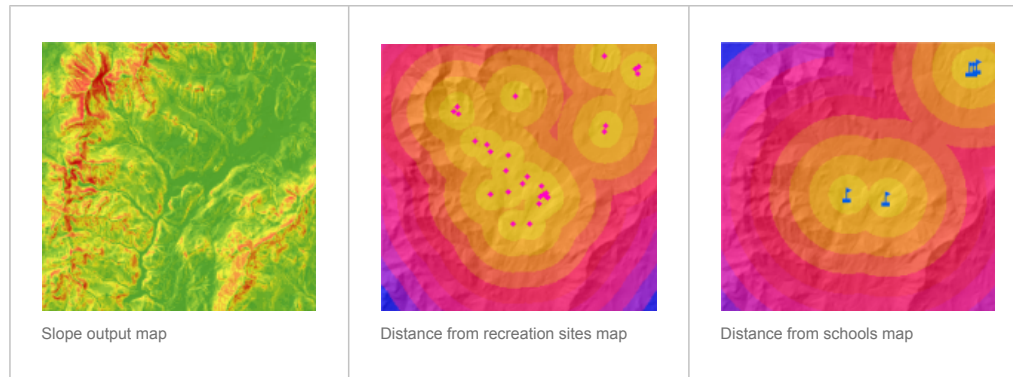 Slope output map
Distance from recreation sites map
Distance from schools map